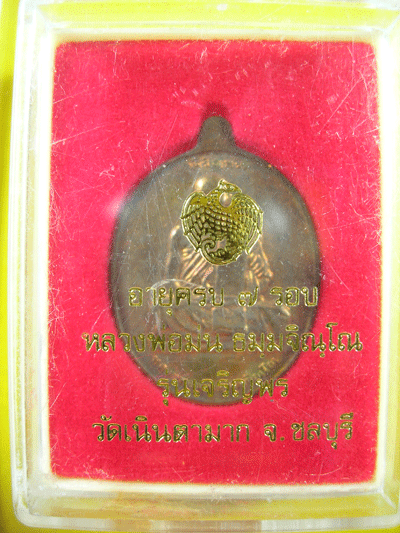 อายุครบ ๗ รอบ
หลวงพ่อมน ธมมจิณโณ
รุ่นเจริญพร
วัดเนินตามาก จ.ชลบุรี